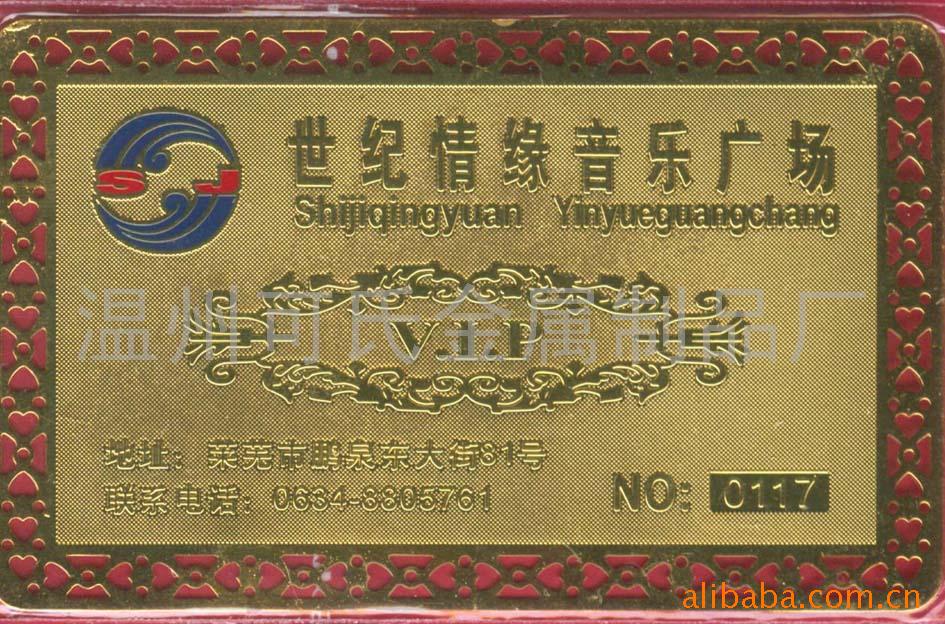 SJ
世纪情缘音乐广场
Shijiqingyuan Yinyueguangchang
温州可氏金属制品厂
V.I.P
地址：莱芜市鹏泉东大街81号
联系电话：0634-8805761
NO: 0117
alibaba.com.cn